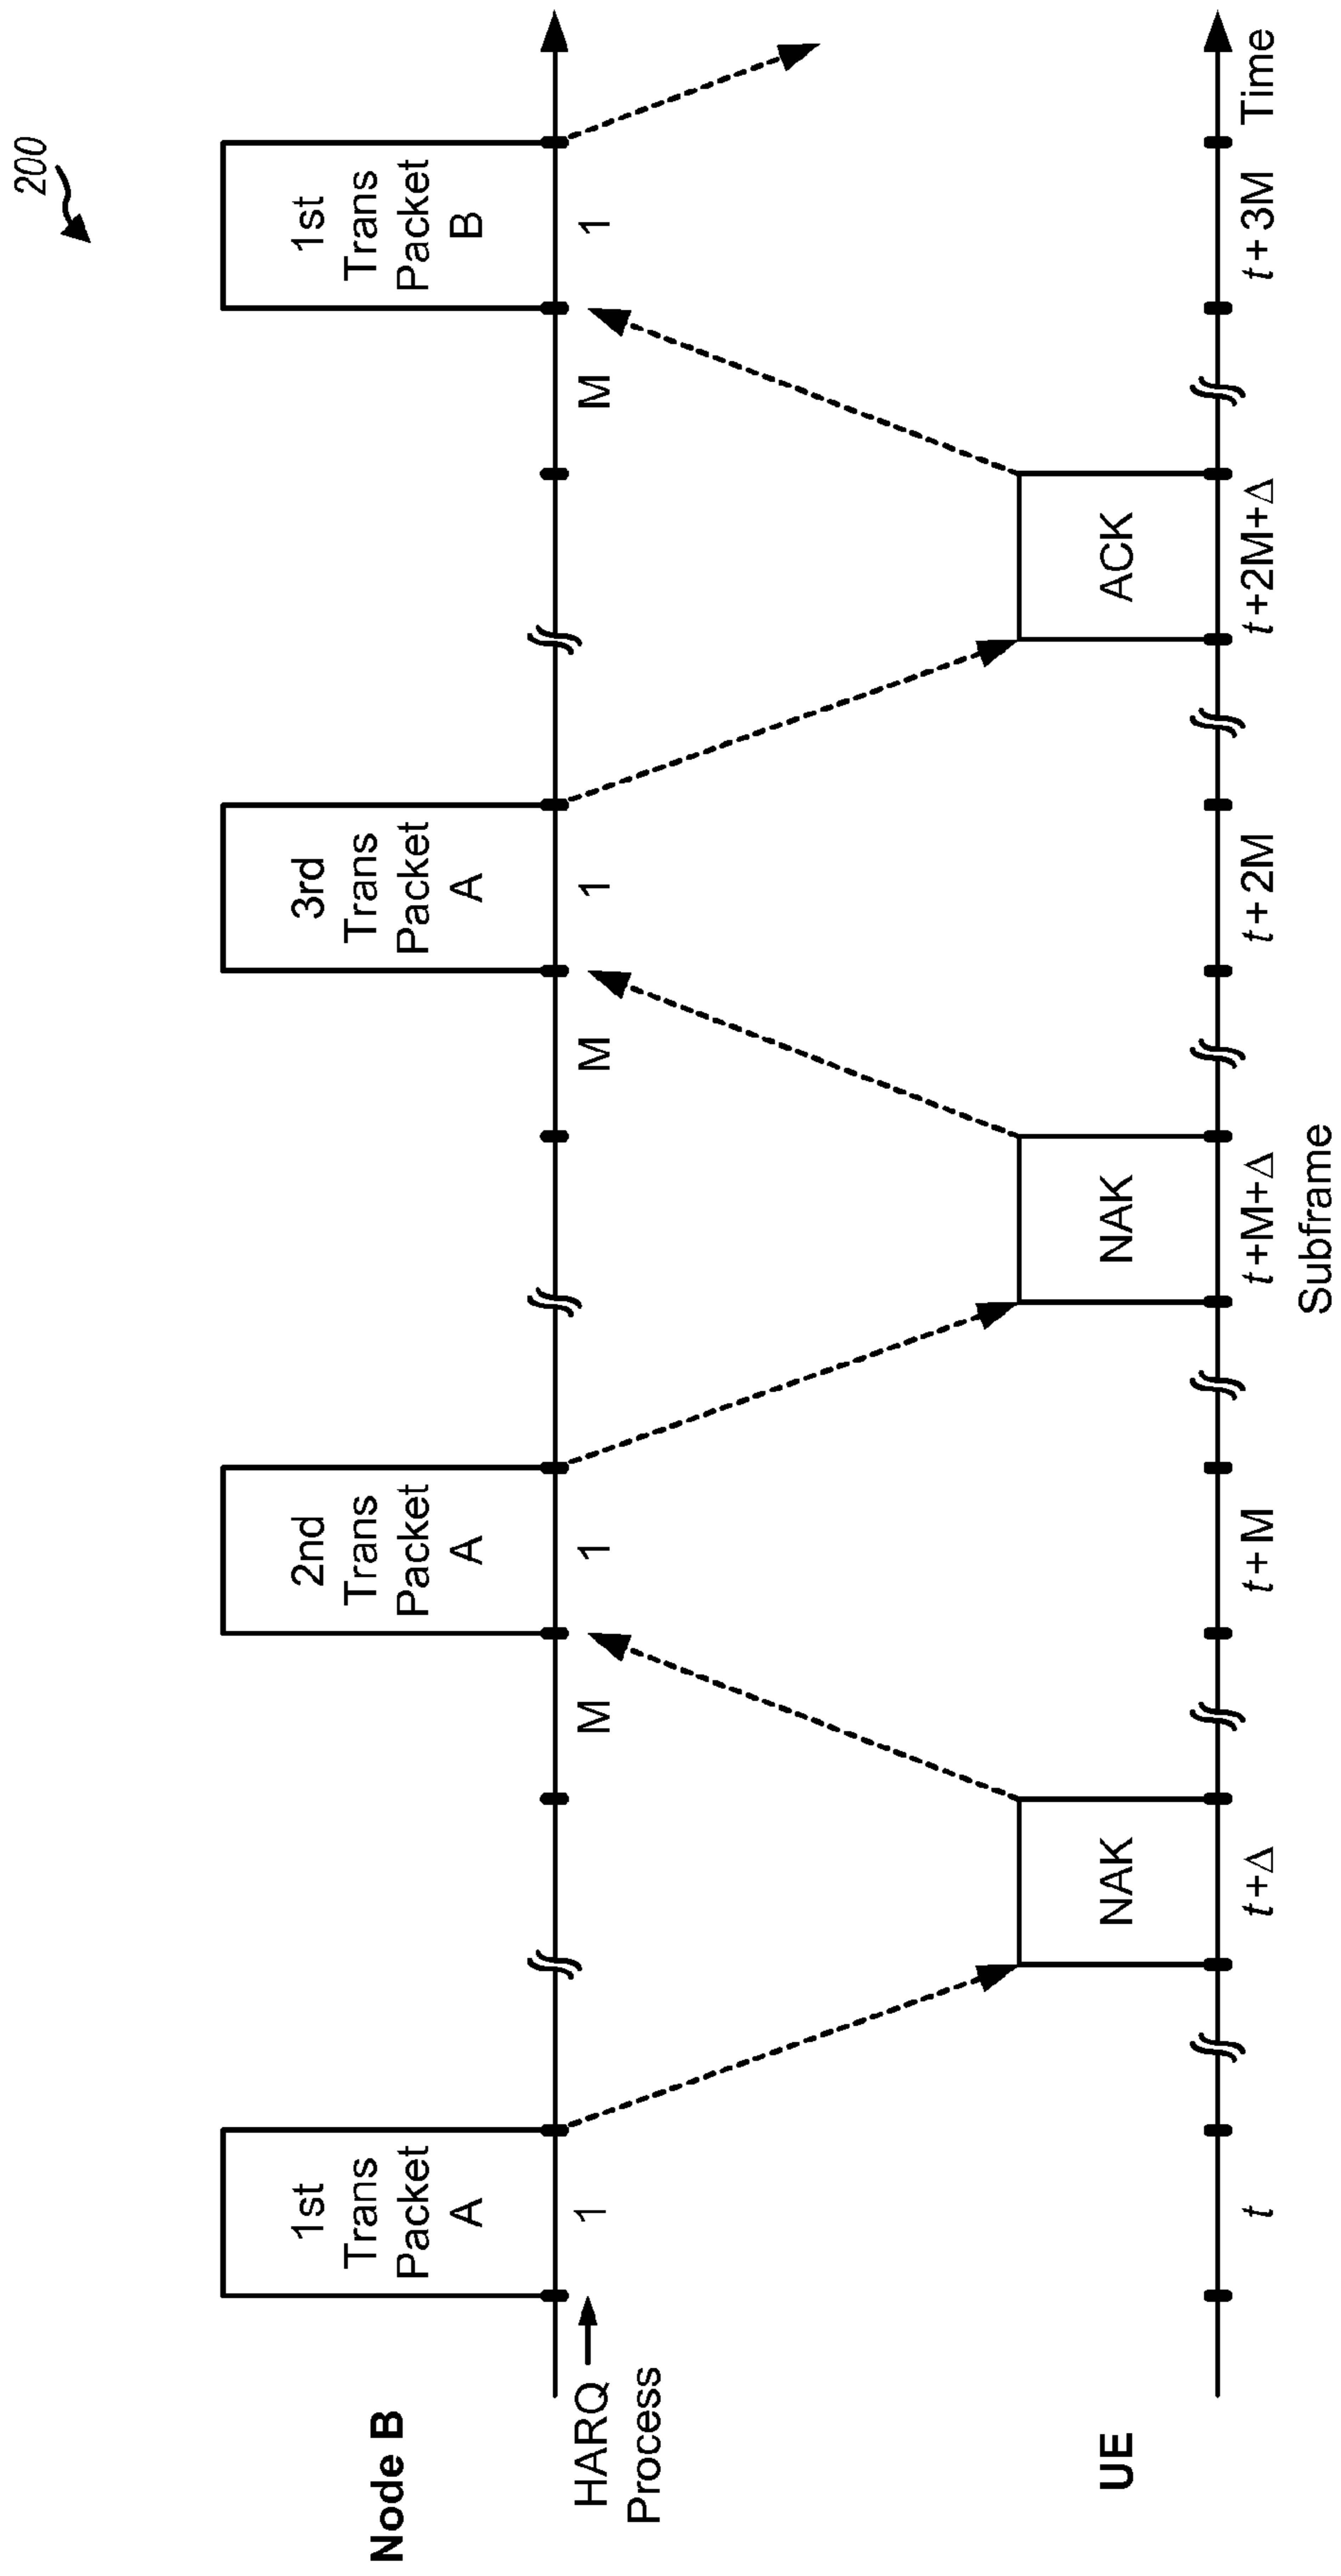 200
Node B
1st
Trans
Packet
A
2nd
Trans
Packet
A
3rd
Trans
Packet
A
1st
Trans
Packet
B
HARQ
Process
1
M
1
M
1
M
1
UE
NAK
NAK
ACK
t
t+Δ
t+M
t+M+Δ
t+2M
t+2M+Δ
t+3M
Time
Subframe